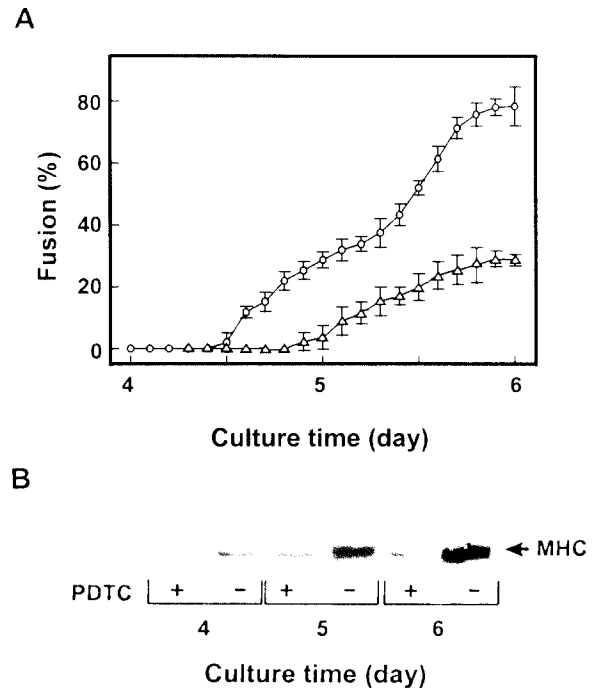 A
Fusion (%)
80
60
40
20
0
4 5 6
Culture time (day)
B
MHC
PDTC + − + − + −
4 5 6
Culture time (day)